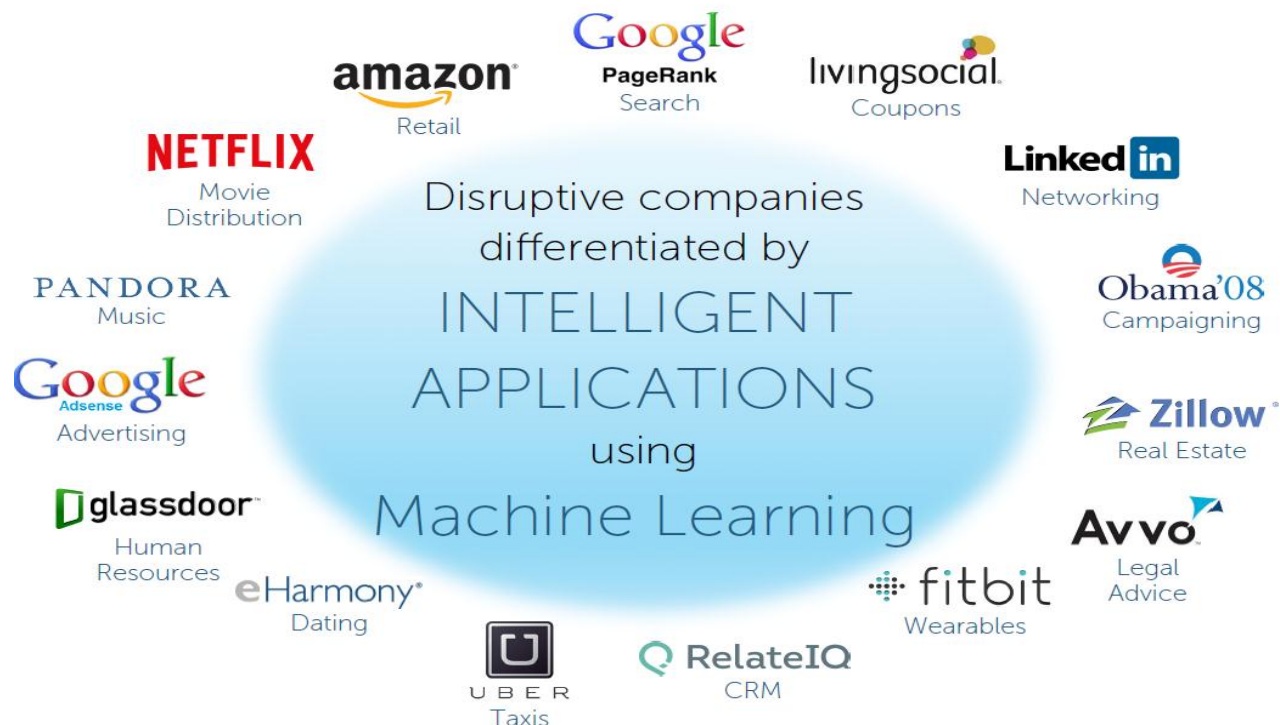 Google
PageRank
Search
amazon
Retail
livingsocial.
Coupons
NETFLIX
Movie
Distribution
Linked in
Networking
PANDORA
Music
Obama'08
Campaigning
Google
Adsense
Advertising
Zillow
Real Estate
glassdoor
Human
Resources
Avvo
Legal
Advice
eHarmony
Dating
fitbit
Wearables
U
UBER
Taxis
RelateIQ
CRM
Disruptive companies
differentiated by
INTELLIGENT
APPLICATIONS
using
Machine Learning